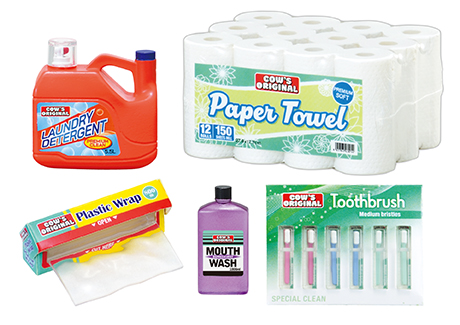 COW'S
ORIGINAL
LAUNDRY
DETERGENT
COW'S
ORIGINAL
Paper Towel
PREMIUM
SOFT
12
150
COW'S
ORIGINAL
Plastic Wrap
OPEN
COW'S
ORIGINAL
MOUTH
WASH
COW'S
ORIGINAL
Toothbrush
Medium bristles
SPECIAL CLEAN